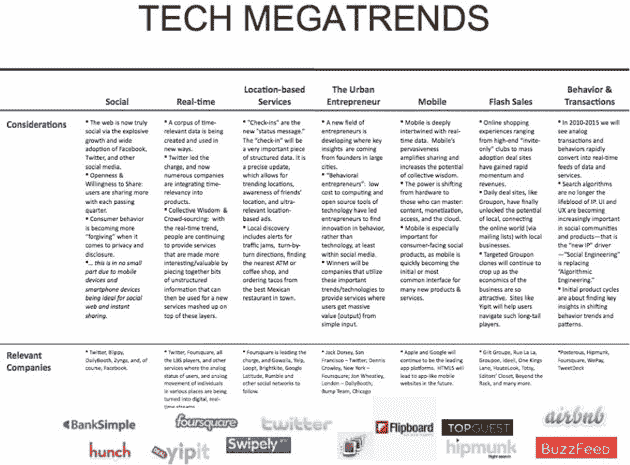 TECH MEGATRENDS
Social
Real-time
Location-based
Services
The Urban
Entrepreneur
Mobile
Flash Sales
Behavior &
Transactions
Considerations
* The web is now truly
social via the explosive
growth and wide
adoption of Facebook,
Twitter, and other
social media.
* Openness &
Willingness to Share:
users are sharing more
with each passing
quarter.
* Consumer behavior
is becoming more
"forgiving" when it
comes to privacy and
disclosure.
*... this is in no small
part due to mobile
devices and
smartphone devices
being ideal for social
web and instant
sharing.
* A corpus of time-
relevant data is being
created and used in
new ways.
* Twitter led the
charge, and now
numerous companies
are integrating time-
relevancy into
products.
* Collective Wisdom &
Crowd-sourcing: with
the real-time trend,
people are continuing
to provide services
that are made more
interesting/valuable by
placing together bits
of unstructured
information that can
then be used for a new
services mashed up on
top of these layers.
* "Check-ins" are the
new "status message."
The "check-in" will be
a very important piece
of structured data. It is
a precise update,
which allows for
trending locations,
awareness of friends'
location, and ultra-
relevant location-
based ads.
* Local discovery
includes alerts for
traffic jams, turn-by-
turn directions, finding
the nearest ATM or
coffee shop, and
ordering tacos from
the best Mexican
restaurant in town.
* A new field of
entrepreneurs is
developing where key
insights are coming
from founders in large
cities.
* "Behavioral
entrepreneurs": low
cost to computing and
open source tools of
technology have led
entrepreneurs to find
innovation in behavior,
rather than
technology, at least
within social media.
* Winners will be
companies that utilize
these important
trends/technologies to
provide services where
users get massive
value [output] from
simple input.
* Mobile is deeply
intertwined with real-
time data. Mobile's
pervasiveness
amplifies sharing and
increases the potential
of collective wisdom.
* The power is shifting
from hardware to
those who can master:
content, monetization,
access, and the cloud.
* Mobile is especially
important for
consumer-facing social
products, as mobile is
quickly becoming the
initial or most
common interface for
many new products &
services.
* Online shopping
experiences ranging
from high-end "invite-
only" clubs to mass
adoption deal sites
have gained rapid
momentum and
revenues.
* Daily deal sites, like
Groupon, have finally
unlocked the potential
of local, connecting
the online world (via
mailing lists) with local
businesses.
* Targeted Groupon
clones will continue to
crop up as the
economics of the
business are so
attractive. Sites like
Yipit will help users
navigate such long-tail
players.
* In 2010-2015 we will
see analog
transactions and
behaviors rapidly
convert into real-time
feeds of data and
services.
* Search algorithms
are no longer the
lifeblood of IP. UI and
UX are becoming
increasingly important
in social communities
and products—that is
the "new IP" driver
—"Social Engineering"
is replacing
"Algorithmic
Engineering."
* Initial product cycles
are about finding key
insights in shifting
behavior trends and
patterns.
Relevant
Companies
* Twitter, Blippy,
DailyBooth, Zynga, and, of
course, Facebook.
* Twitter, Foursquare, all
the LBS players, and other
services where the analog
status of users, and analog
movement of individuals
in various places are being
turned into digital, real-
time streams.
* Foursquare is leading the
charge, and Gowalla, Yelp,
Loopt, Brightkite, Google
Latitude, Rumble and
other social networks to
follow.
* Jack Dorsey, San
Francisco – Twitter; Dennis
Crowley, New York –
Foursquare; Jon Wheatley,
London – DailyBooth;
Bump Team, Chicago
* Apple and Google will
continue to be the leading
app platforms. HTML5 will
lead to app-like mobile
websites in the future.
* Gilt Groupe, Rue La La,
Groupon, Ideeli, One Kings
Lane, HauteLook, Totsy,
Editors' Closet, Beyond the
Rack, and many more.
*Posterous, Hipmunk,
Foursquare, WePay,
TweetDeck
BankSimple
foursquare
twitter
Flipboard
TOPGUEST
airbnb
hunch
yipit
Swipely
hipmunk
flight search
BuzzFeed